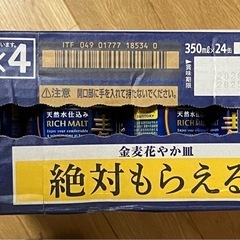 ×4
ITF 049 01777 18534 0
350ml×24缶
注意
開口部に手を入れて持たないでください。
賞味期限
天然水仕込み
RICH MALT
天然水仕込み
RICH MALT
麦
金麦花やか皿
絶対もらえる